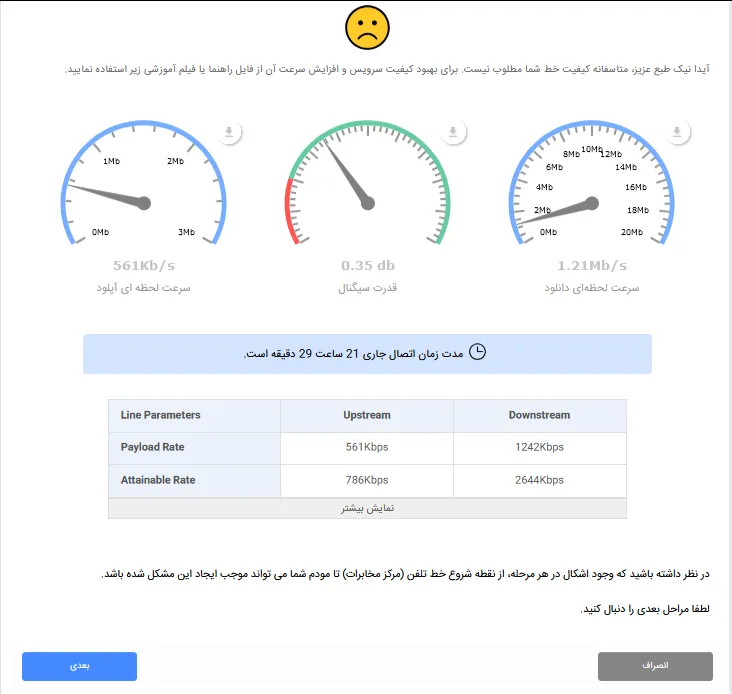 آیدا نیک طبع عزیز، متاسفانه کیفیت خط شما مطلوب نیست. برای بهبود کیفیت سرویس و افزایش سرعت آن از فایل راهنما یا فیلم آموزشی زیر استفاده نمایید.
0Mb 1Mb 2Mb 3Mb
0Mb 2Mb 4Mb 6Mb 8Mb 10Mb 12Mb 14Mb 16Mb 18Mb 20Mb
561Kb/s 0.35 db 1.21Mb/s
سرعت لحظه ای آپلود
قدرت سیگنال
سرعت لحظه‌ای دانلود
مدت زمان اتصال جاری 21 ساعت 29 دقیقه است.
Line Parameters Upstream Downstream
Payload Rate 561Kbps 1242Kbps
Attainable Rate 786Kbps 2644Kbps
نمایش بیشتر
در نظر داشته باشید که وجود اشکال در هر مرحله، از نقطه شروع خط تلفن (مرکز مخابرات) تا مودم شما می تواند موجب ایجاد این مشکل شده باشد.
لطفا مراحل بعدی را دنبال کنید.
انصراف
بعدی